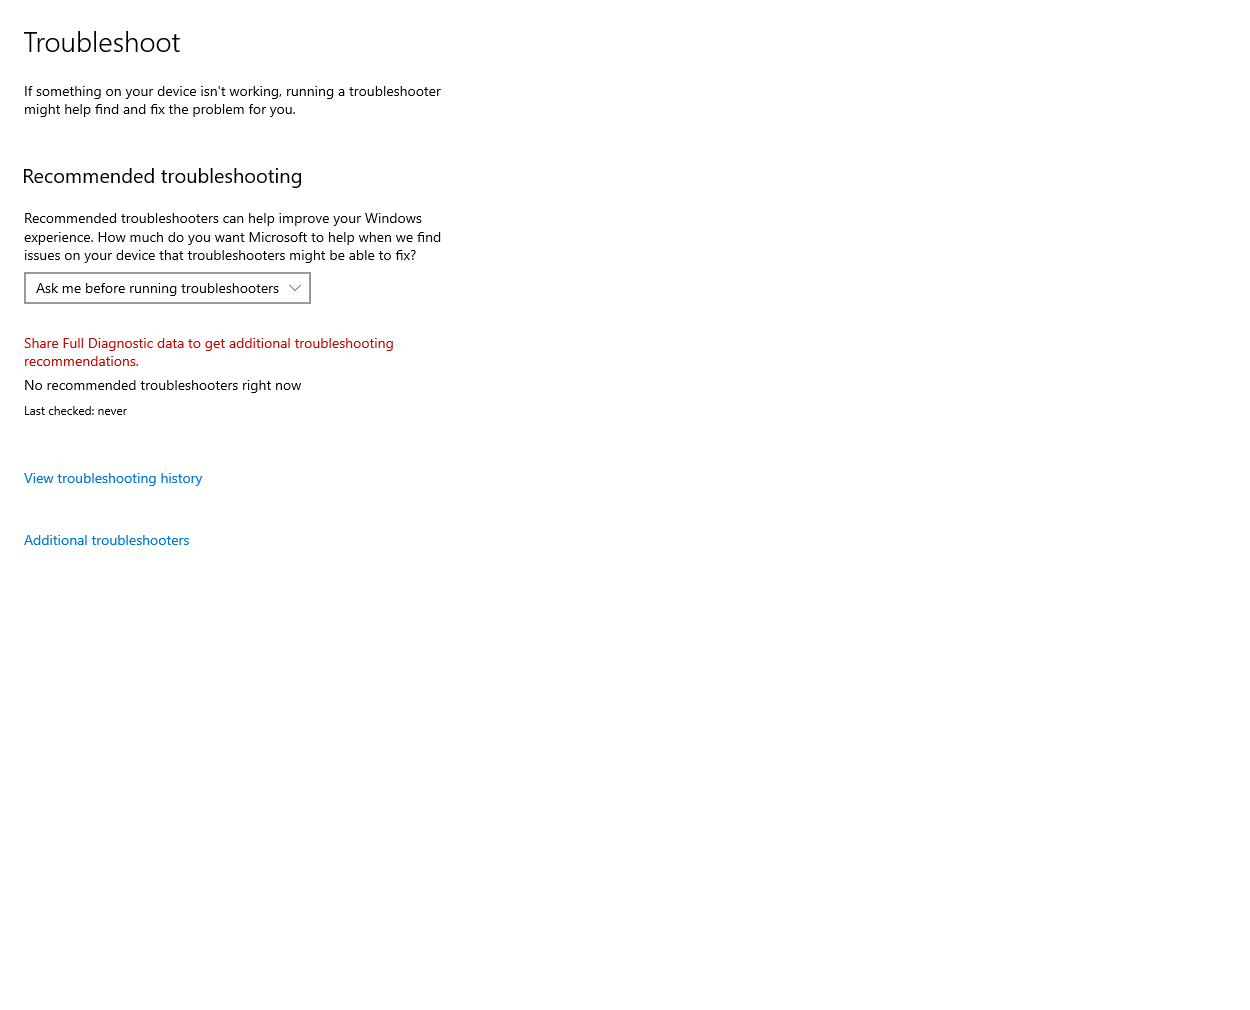 Troubleshoot
If something on your device isn't working, running a troubleshooter
might help find and fix the problem for you.
Recommended troubleshooting
Recommended troubleshooters can help improve your Windows
experience. How much do you want Microsoft to help when we find
issues on your device that troubleshooters might be able to fix?
Ask me before running troubleshooters
Share Full Diagnostic data to get additional troubleshooting
recommendations.
No recommended troubleshooters right now
Last checked: never
View troubleshooting history
Additional troubleshooters